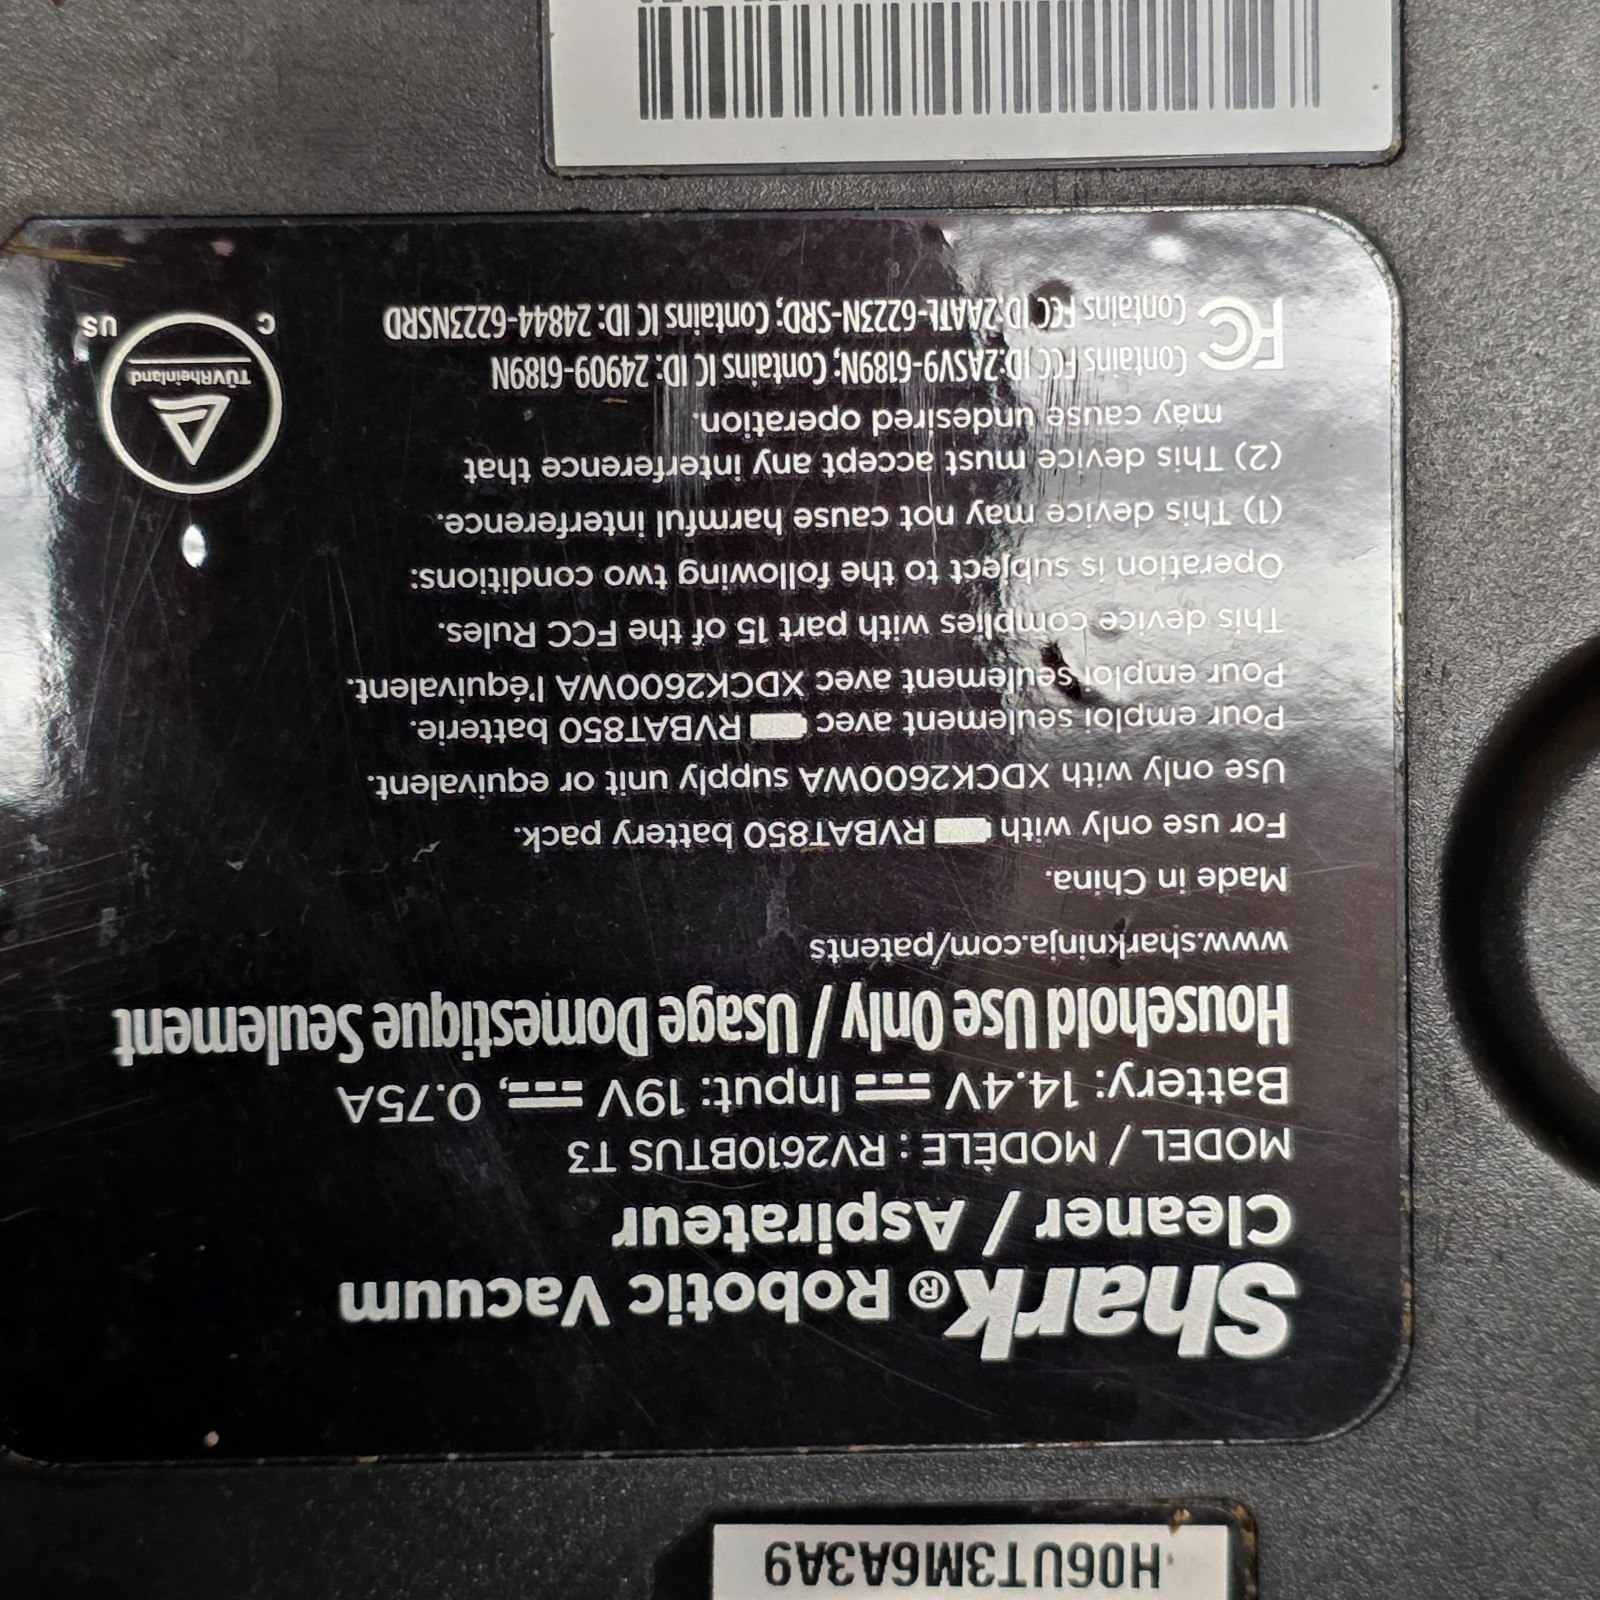 H06UT3M6A3A9
Shark® Robotic Vacuum
Cleaner / Aspirateur
MODEL / MODÈLE : RV2610BTUS T3
Battery: 14.4V ⎓ Input: 19V ⎓, 0.75A
Household Use Only / Usage Domestique Seulement
www.sharkninja.com/patents
Made in China.
For use only with RVBAT850 battery pack.
Use only with XDCK2600WA supply unit or equivalent.
Pour emploi seulement avec RVBAT850 batterie.
Pour emploi seulement avec XDCK2600WA l'équivalent.
This device complies with part 15 of the FCC Rules.
Operation is subject to the following two conditions:
(1) This device may not cause harmful interference.
(2) This device must accept any interference that
may cause undesired operation.
FC Contains FCC ID:2ASV9-6189N; Contains IC ID: 24909-6189N
Contains FCC ID:2AATL-6223N-SRD; Contains IC ID: 24844-6223NSRD
TÜVRheinland
C US